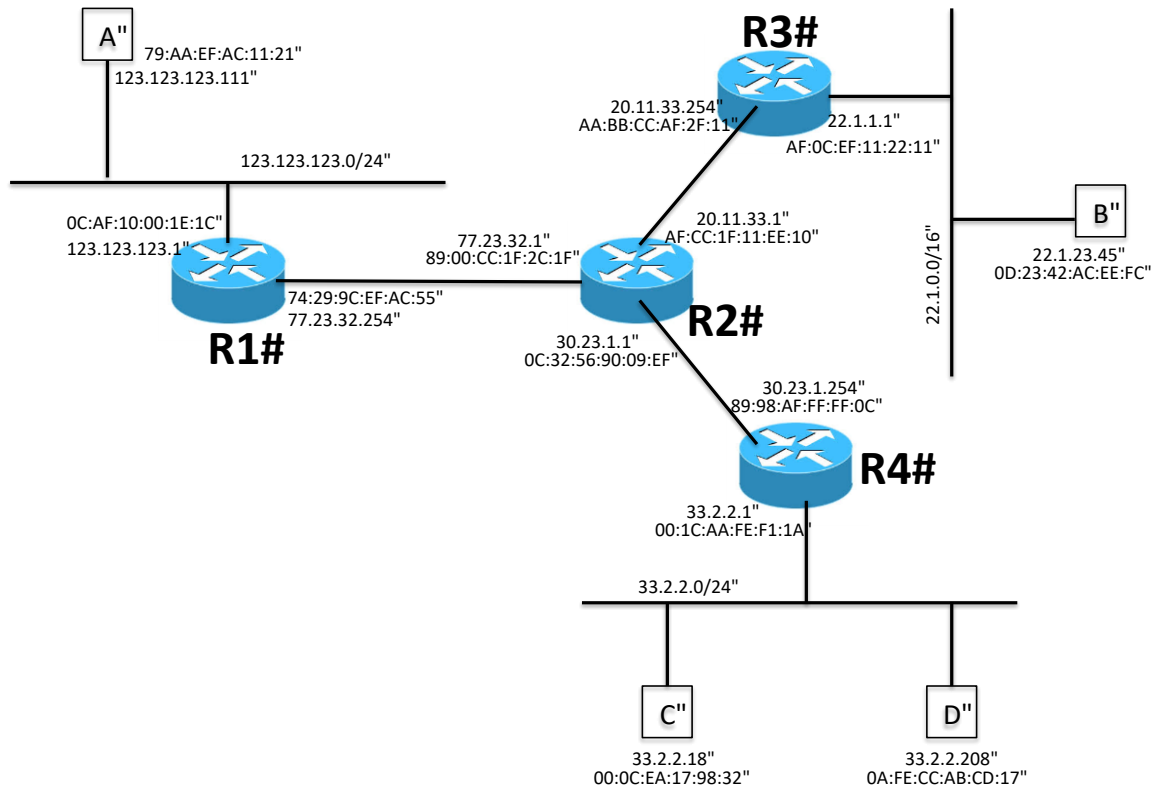 A"
79:AA:EF:AC:11:21"
123.123.123.111"
123.123.123.0/24"
0C:AF:10:00:1E:1C"
123.123.123.1"
74:29:9C:EF:AC:55"
77.23.32.254"
R1#
77.23.32.1"
89:00:CC:1F:2C:1F"
R3#
20.11.33.254"
AA:BB:CC:AF:2F:11"
22.1.1.1"
AF:0C:EF:11:22:11"
20.11.33.1"
AF:CC:1F:11:EE:10"
R2#
22.1.0.0/16"
B"
22.1.23.45"
0D:23:42:AC:EE:FC"
30.23.1.1"
0C:32:56:90:09:EF"
30.23.1.254"
89:98:AF:FF:FF:0C"
R4#
33.2.2.1"
00:1C:AA:FE:F1:1A"
33.2.2.0/24"
C"
33.2.2.18"
00:0C:EA:17:98:32"
D"
33.2.2.208"
0A:FE:CC:AB:CD:17"